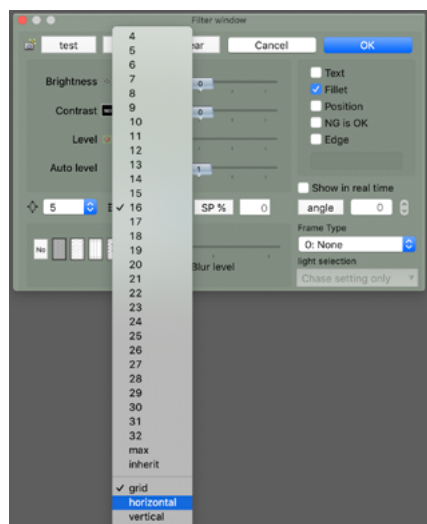 Filter window
test
ear
Cancel
OK
Brightness
0
Contrast
0
Level
Auto level
1
Text
Fillet
Position
NG is OK
Edge
Show in real time
5
SP %
0
angle
0
Frame Type
0: None
light selection
Chase setting only
No
Blur level
4
5
6
7
8
9
10
11
12
13
14
15
✓ 16
17
18
19
20
21
22
23
24
25
26
27
28
29
30
31
32
max
inherit
✓ grid
horizontal
vertical